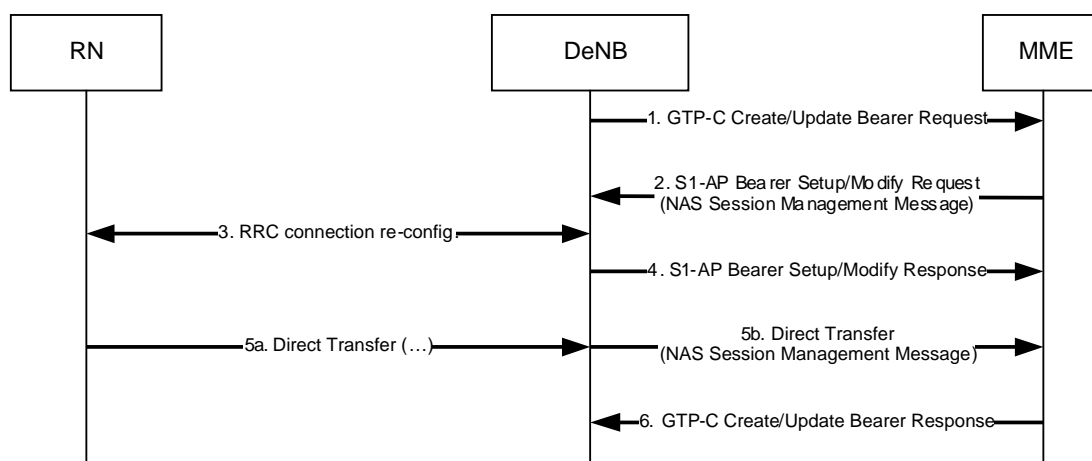 RN
DeNB
MME
1. GTP-C Create/Update Bearer Request
2. S1-AP Bearer Setup/Modify Request
(NAS Session Management Message)
3. RRC connection re-config.
4. S1-AP Bearer Setup/Modify Response
5a. Direct Transfer (…)
5b. Direct Transfer
(NAS Session Management Message)
6. GTP-C Create/Update Bearer Response